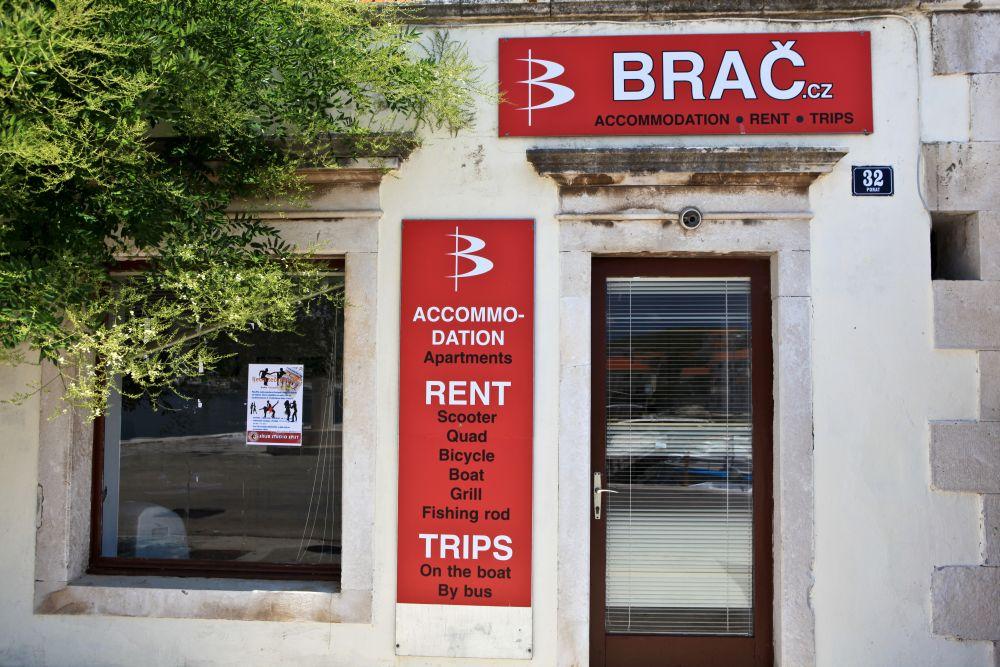 BRAČ.cz
ACCOMMODATION • RENT • TRIPS
32
PORAT
ACCOMMO-
DATION
Apartments
RENT
Scooter
Quad
Bicycle
Boat
Grill
Fishing rod
TRIPS
On the boat
By bus